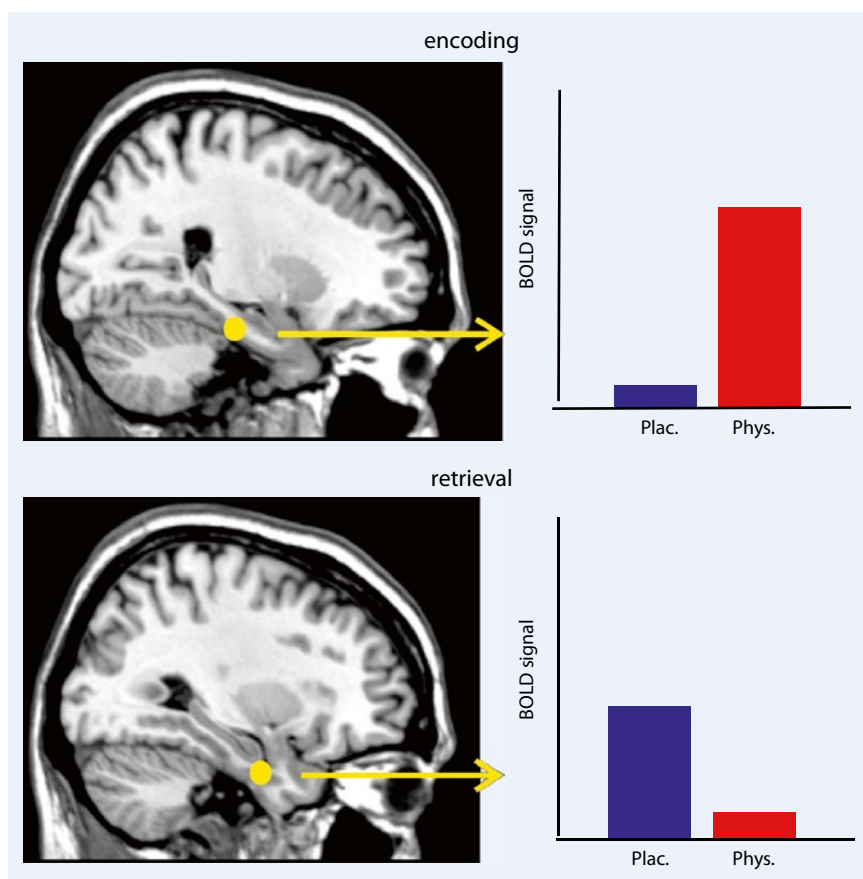 encoding
BOLD signal
Plac.
Phys.
retrieval
BOLD signal
Plac.
Phys.